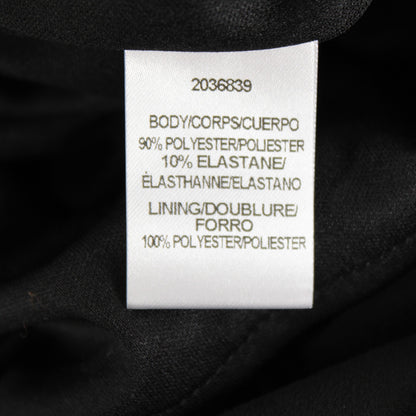 2036839
BODY/CORPS/CUERPO
90% POLYESTER/POLIESTER
10% ELASTANE/
ÉLASTHANNE/ELASTANO
LINING/DOUBLURE/
FORRO
100% POLYESTER/POLIESTER